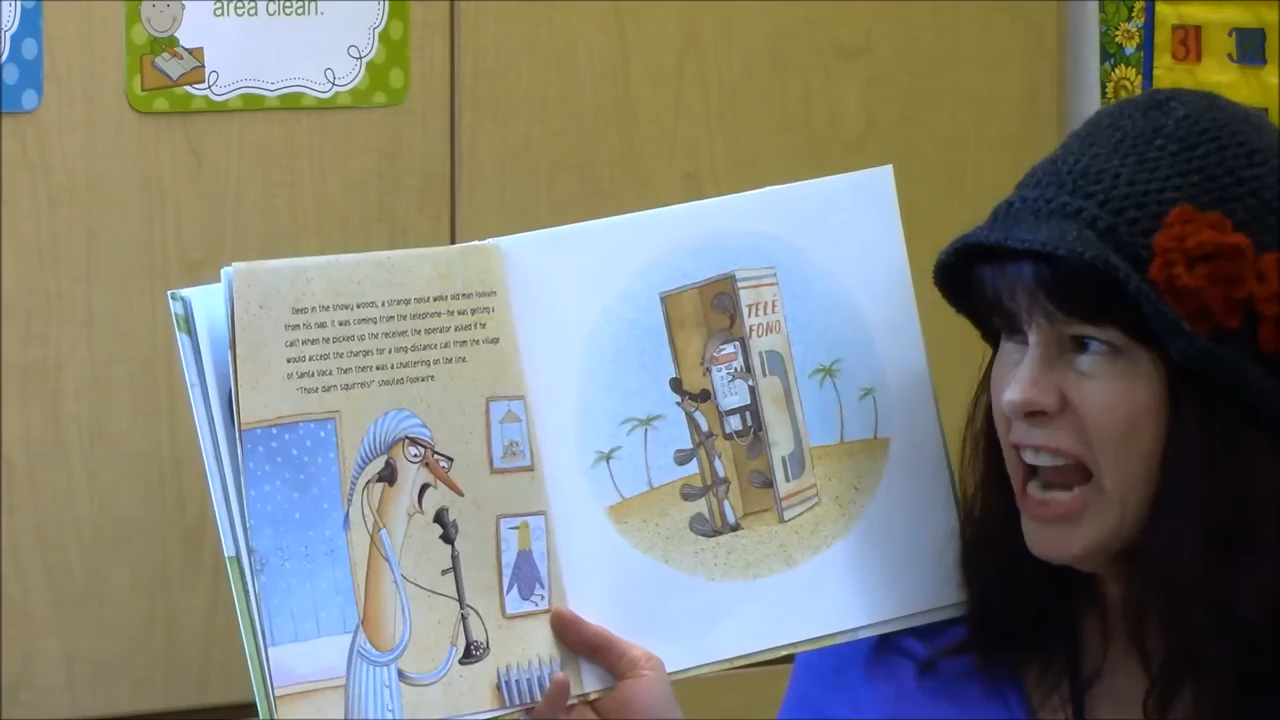 area clean.
31
Deep in the snowy woods, a strange noise woke old man Fookwire
from his nap. It was coming from the telephone—he was getting a
call! When he picked up the receiver, the operator asked if he
would accept the charges for a long-distance call from the village
of Santa Vaca. Then there was a chattering on the line.
"Those darn squirrels!" shouted Fookwire.
TELÉ
FONO